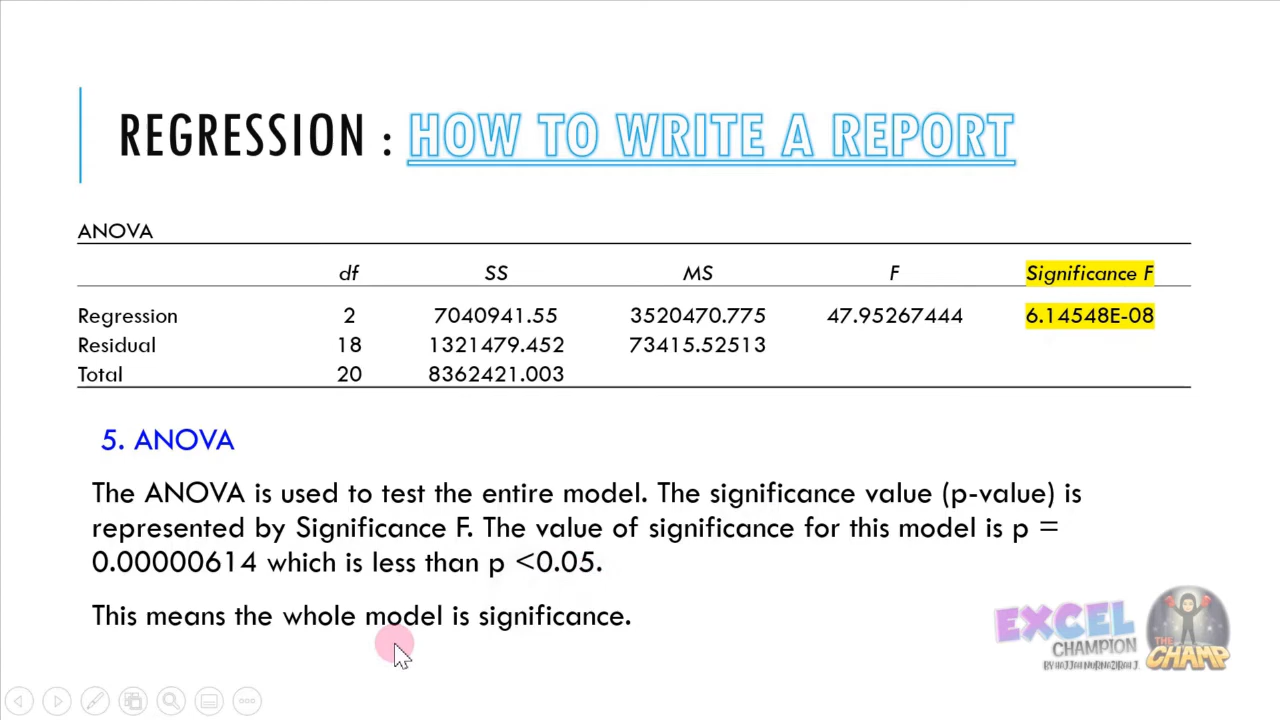 REGRESSION : HOW TO WRITE A REPORT
ANOVA
df SS MS F Significance F
Regression 2 7040941.55 3520470.775 47.95267444 6.14548E-08
Residual 18 1321479.452 73415.52513
Total 20 8362421.003
5. ANOVA
The ANOVA is used to test the entire model. The significance value (p-value) is
represented by Significance F. The value of significance for this model is p =
0.00000614 which is less than p <0.05.
This means the whole model is significance.
EXCEL
CHAMPION
BY HAJJAH NURNAZIRAH J.
THE
CHAMP